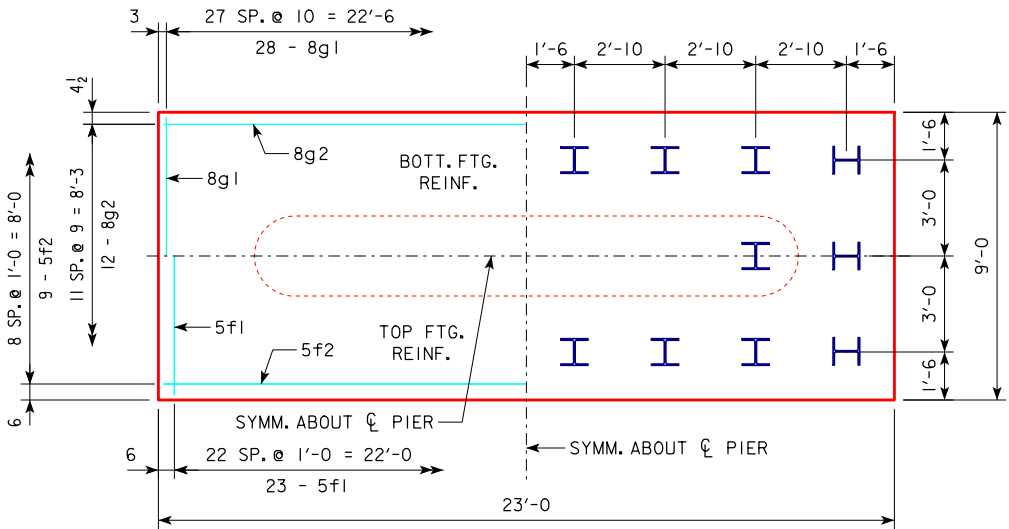 3
27 SP. @ 10 = 22'-6
28 - 8g1
1'-6
2'-10
2'-10
2'-10
1'-6
4½
8g2
BOTT. FTG.
REINF.
8g1
1'-6
3'-0
9'-0
3'-0
1'-6
8 SP. @ 1'-0 = 8'-0
9 - 5f2
11 SP. @ 9 = 8'-3
12 - 8g2
5f1
TOP FTG.
REINF.
5f2
6
SYMM. ABOUT ℄ PIER
SYMM. ABOUT ℄ PIER
6
22 SP. @ 1'-0 = 22'-0
23 - 5f1
23'-0